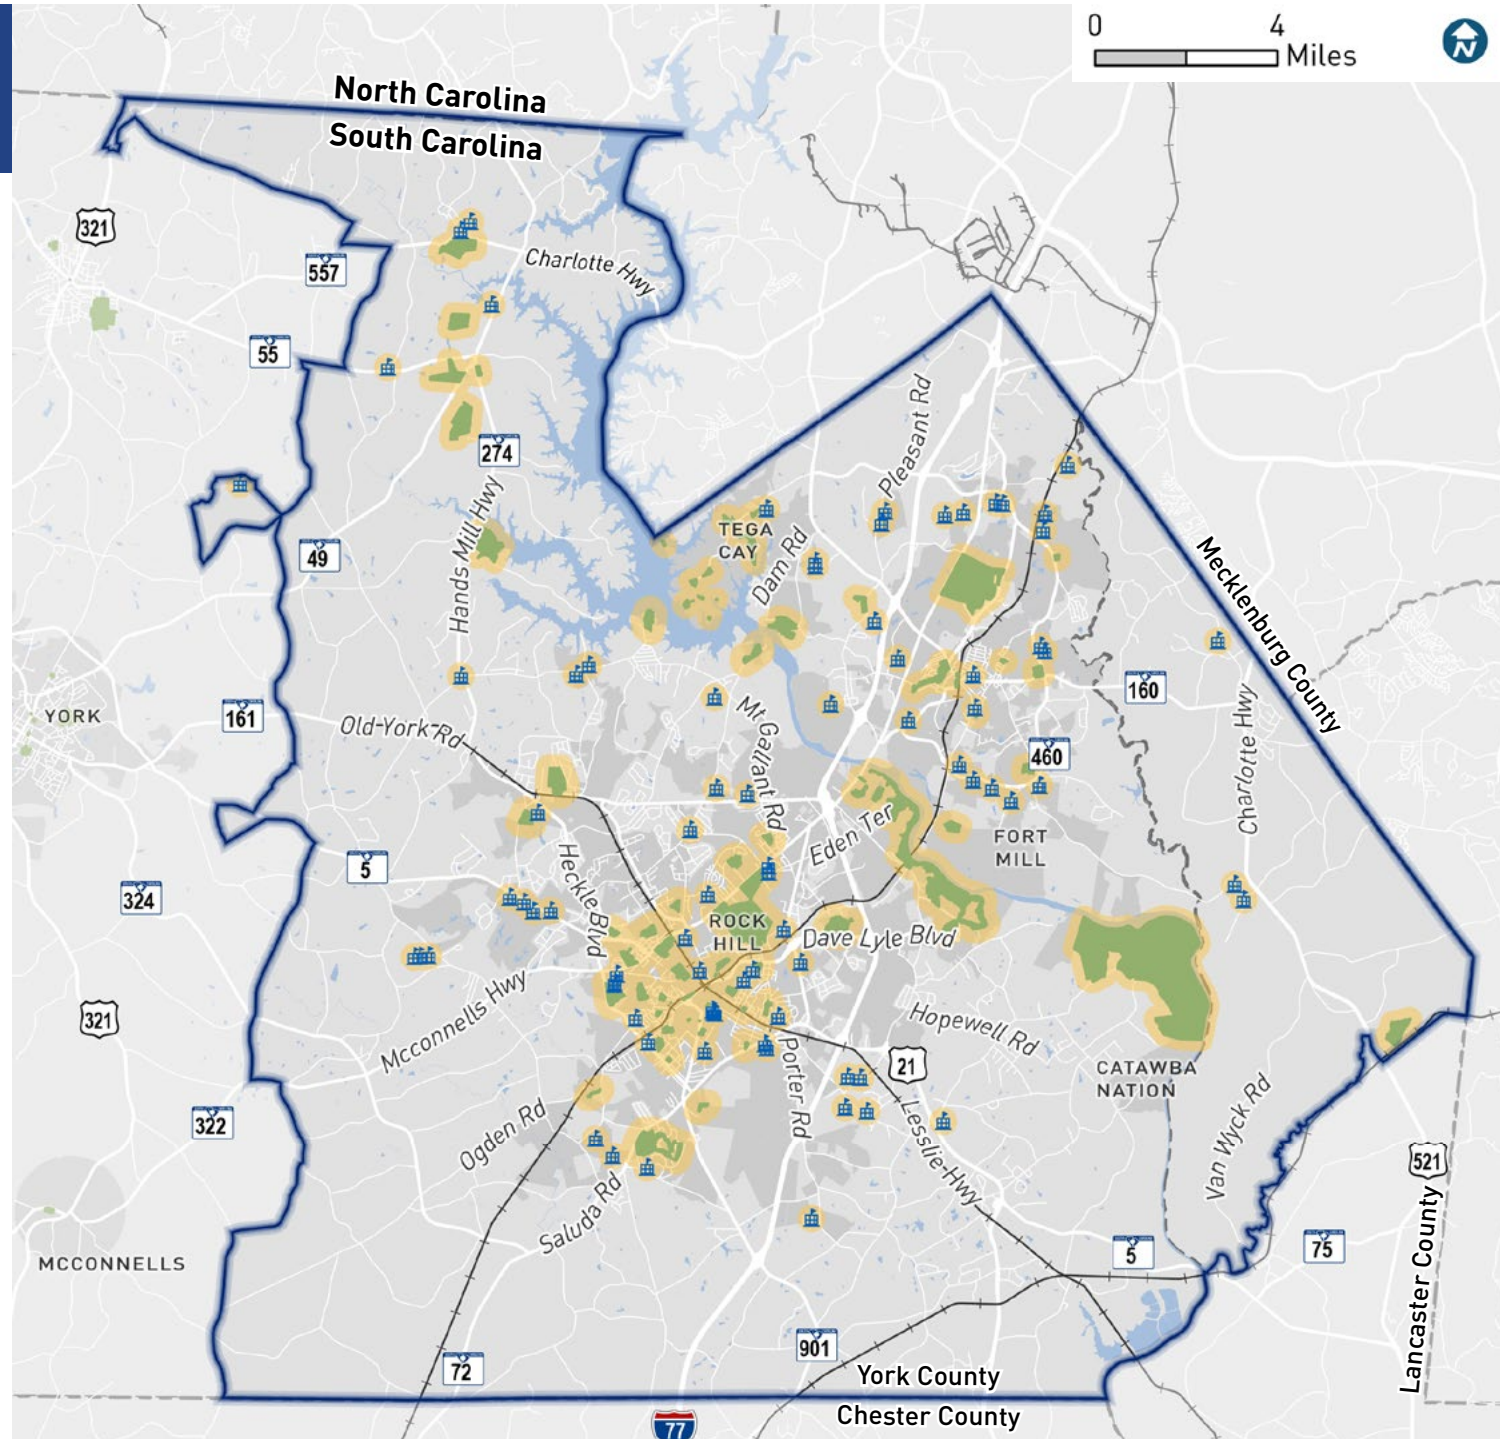 0 4
Miles
N
North Carolina
South Carolina
321
557
Charlotte Hwy
55
Pleasant Rd
274
TEGA
CAY
Hands Mill Hwy
49
Dam Rd
Mecklenburg County
160
YORK
161
Old York Rd
Mt Gallant Rd
460
Charlotte Hwy
Eden Ter
FORT
MILL
5
Heckle Blvd
324
ROCK
HILL
Dave Lyle Blvd
Mcconnells Hwy
321
Hopewell Rd
Porter Rd
21
CATAWBA
NATION
322
Ogden Rd
Lesslie Hwy
Van Wyck Rd
521
Saluda Rd
MCCONNELLS
5
75
Lancaster County
901
72
York County
Chester County
77